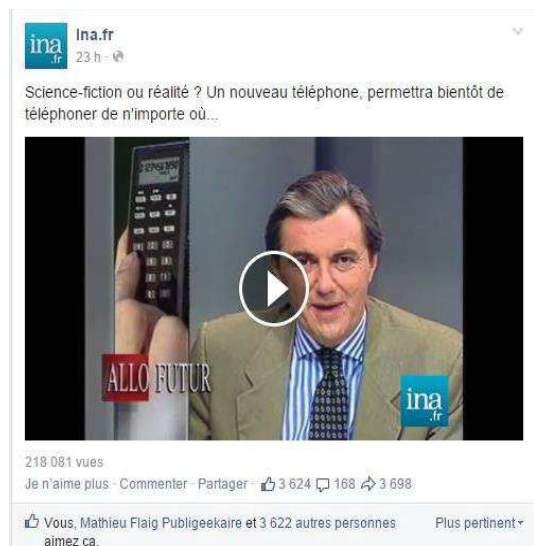 ina
.fr
Ina.fr
23 h ·
Science-fiction ou réalité ? Un nouveau téléphone, permettra bientôt de
téléphoner de n'importe où...
ALLO FUTUR
ina
.fr
218 081 vues
Je n'aime plus · Commenter · Partager · 3 624 168 3 698
Vous, Mathieu Flaig Publigeekaire et 3 622 autres personnes
aimez ça.
Plus pertinent